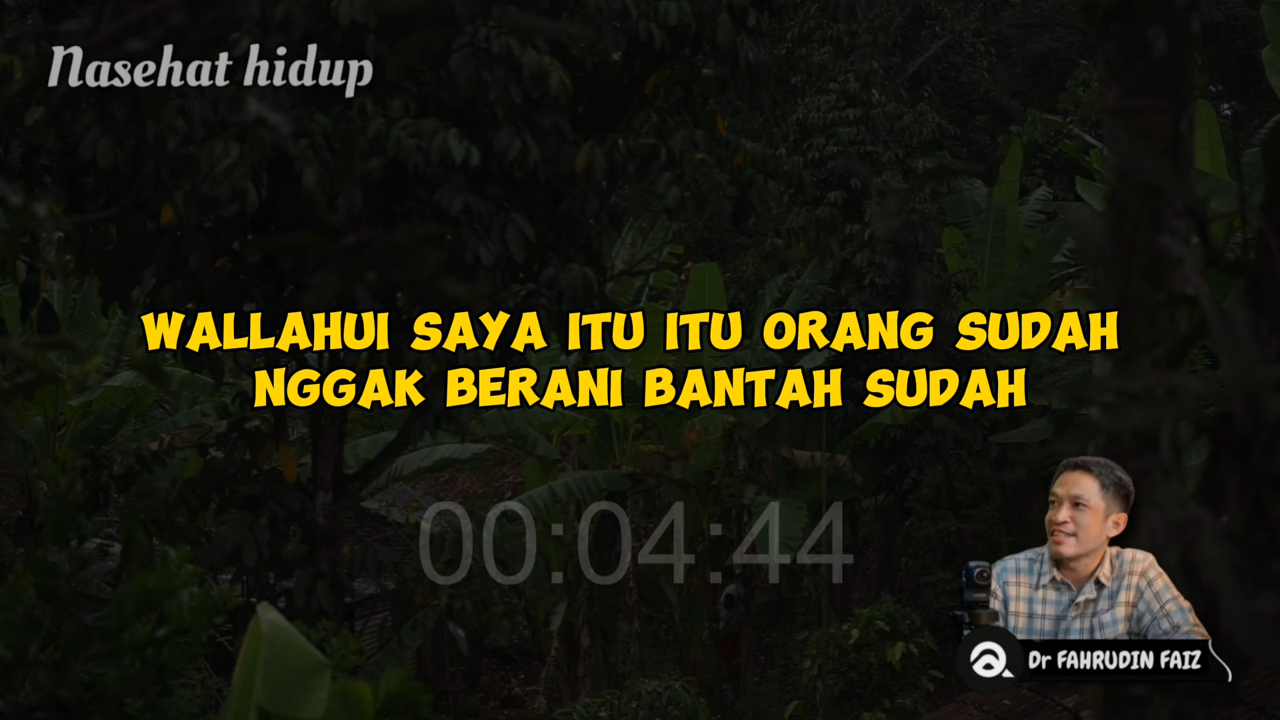 Nasehat hidup
WALLAHUI SAYA ITU ITU ORANG SUDAH
NGGAK BERANI BANTAH SUDAH
00:04:44
Dr FAHRUDIN FAIZ